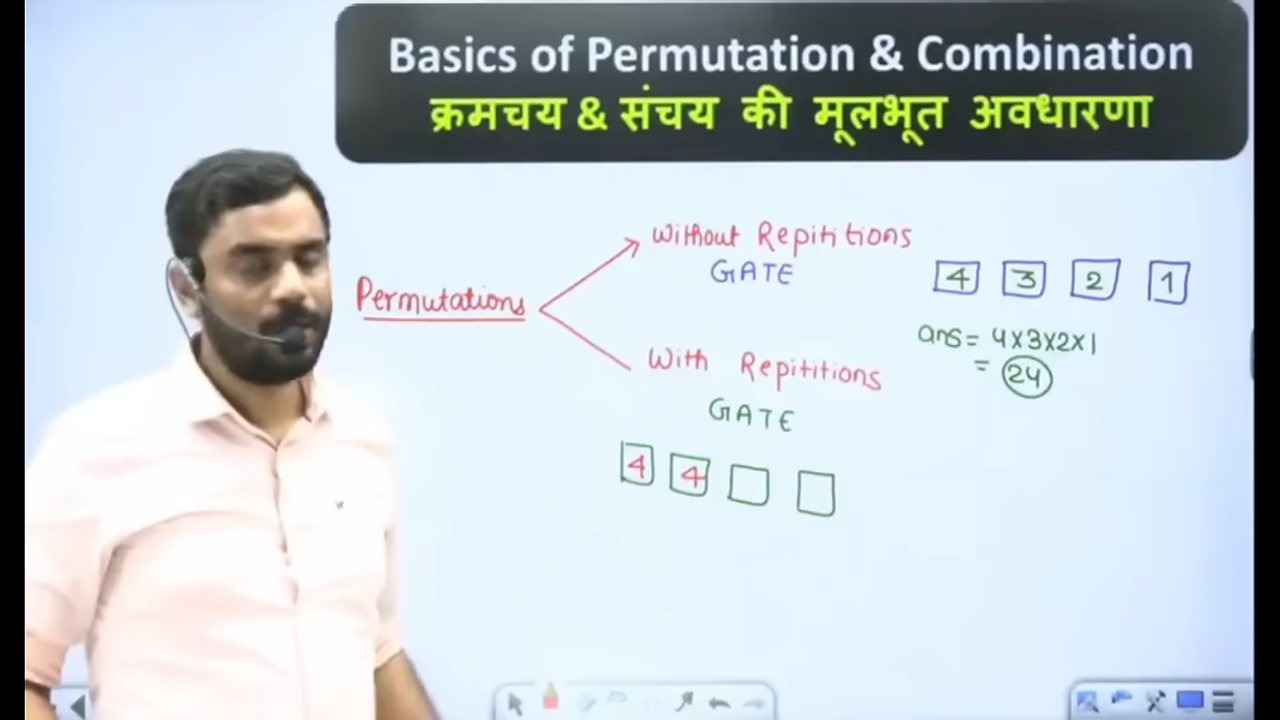 Basics of Permutation & Combination
क्रमचय & संचय की मूलभूत अवधारणा
Permutations
Without Repititions
GATE
4 3 2 1
ans = 4x3x2x1
= 24
With Repititions
GATE
4 4